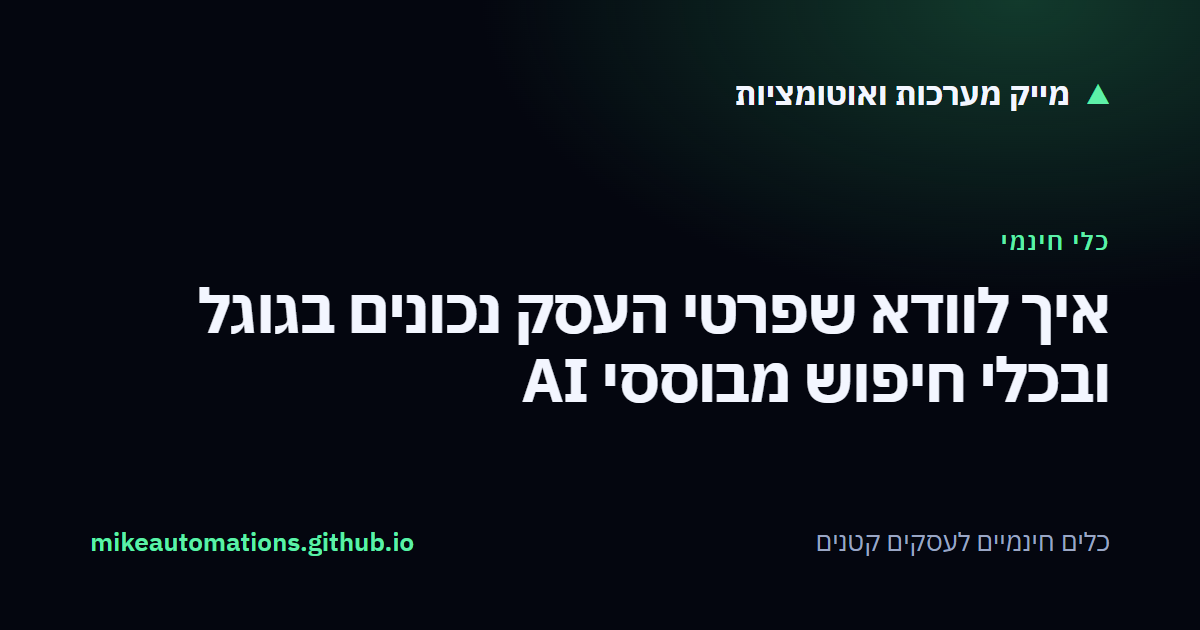 מייק מערכות ואוטומציות
כלי חינמי
איך לוודא שפרטי העסק נכונים בגוגל
ובכלי חיפוש מבוססי AI
כלים חינמיים לעסקים קטנים
mikeautomations.github.io